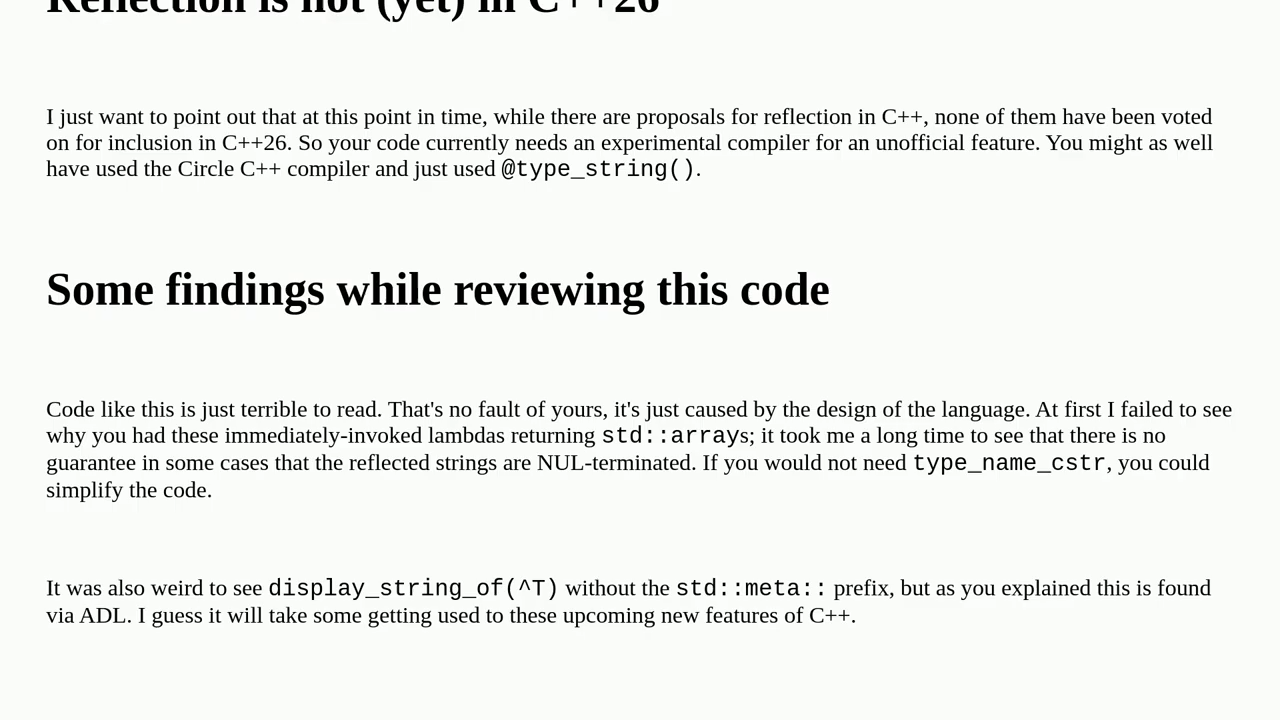 Reflection is not (yet) in C++26
I just want to point out that at this point in time, while there are proposals for reflection in C++, none of them have been voted
on for inclusion in C++26. So your code currently needs an experimental compiler for an unofficial feature. You might as well
have used the Circle C++ compiler and just used @type_string().
Some findings while reviewing this code
Code like this is just terrible to read. That's no fault of yours, it's just caused by the design of the language. At first I failed to see
why you had these immediately-invoked lambdas returning std::arrays; it took me a long time to see that there is no
guarantee in some cases that the reflected strings are NUL-terminated. If you would not need type_name_cstr, you could
simplify the code.
It was also weird to see display_string_of(^T) without the std::meta:: prefix, but as you explained this is found
via ADL. I guess it will take some getting used to these upcoming new features of C++.